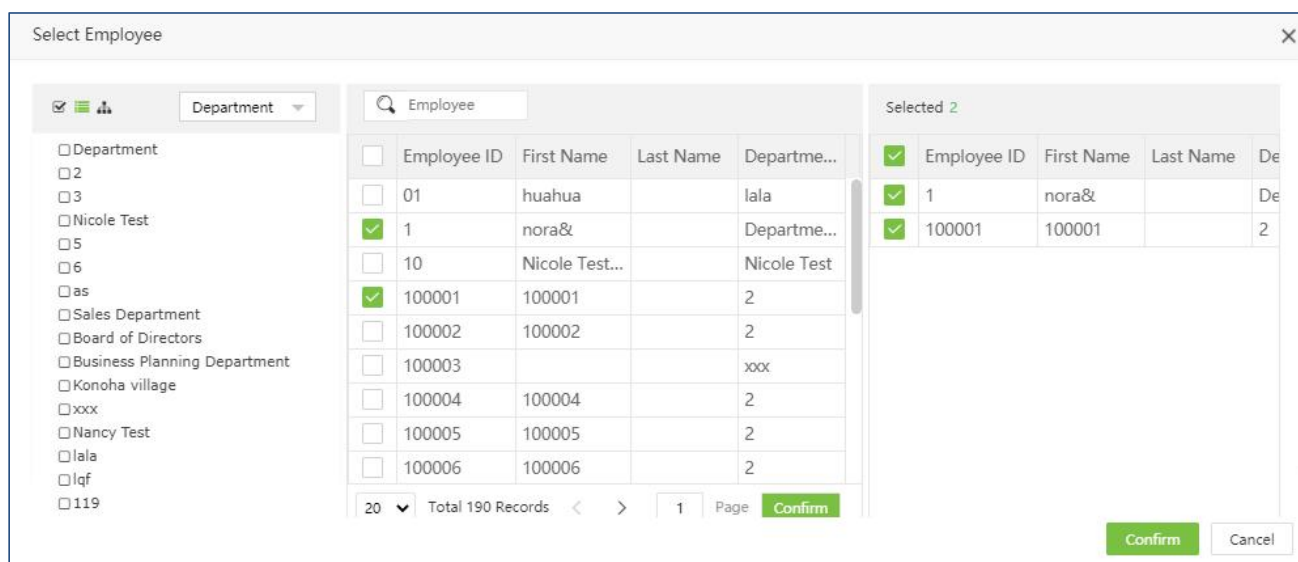 Select Employee
Department
Employee
Selected 2
Department
2
3
Nicole Test
5
6
as
Sales Department
Board of Directors
Business Planning Department
Konoha village
xxx
Nancy Test
lala
lqf
119
Employee ID First Name Last Name Departme...
01 huahua lala
1 nora& Departme...
10 Nicole Test... Nicole Test
100001 100001 2
100002 100002 2
100003 xxx
100004 100004 2
100005 100005 2
100006 100006 2
20 Total 190 Records < > 1 Page Confirm
Employee ID First Name Last Name De
1 nora& De
100001 100001 2
Confirm Cancel